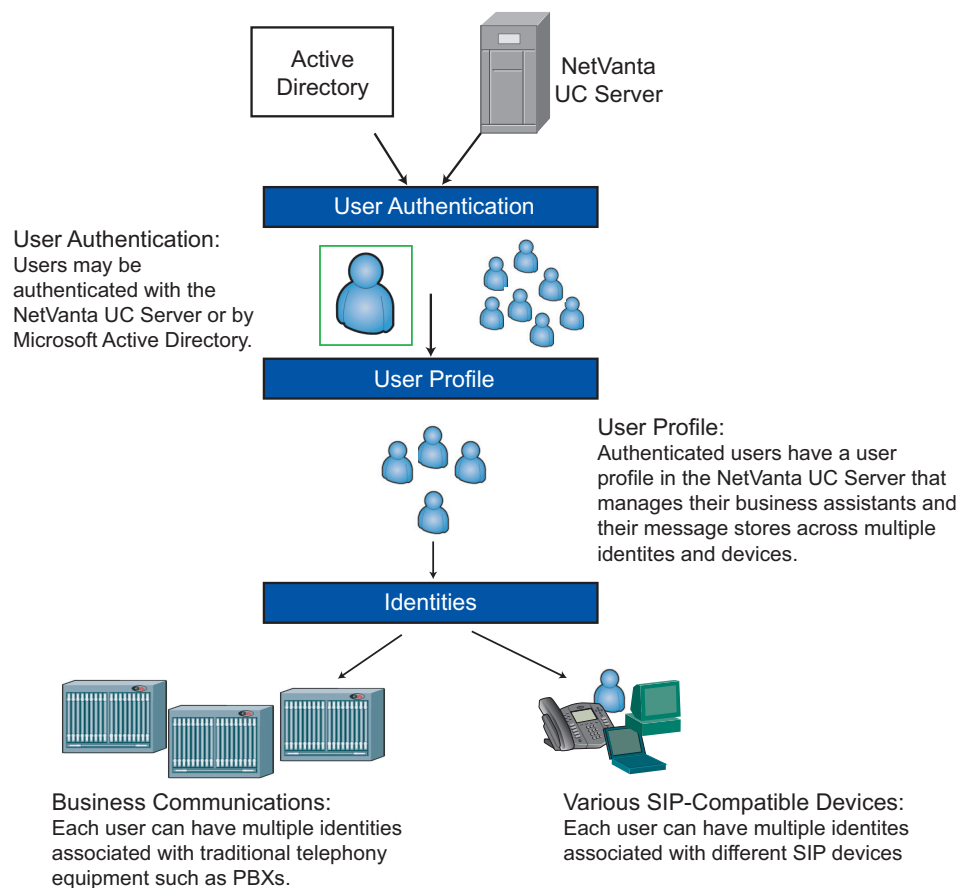 Active
Directory
NetVanta
UC Server
User Authentication
User Authentication:
Users may be
authenticated with the
NetVanta UC Server or by
Microsoft Active Directory.
User Profile
User Profile:
Authenticated users have a user
profile in the NetVanta UC Server that
manages their business assistants and
their message stores across multiple
identites and devices.
Identities
Business Communications:
Each user can have multiple identities
associated with traditional telephony
equipment such as PBXs.
Various SIP-Compatible Devices:
Each user can have multiple identites
associated with different SIP devices